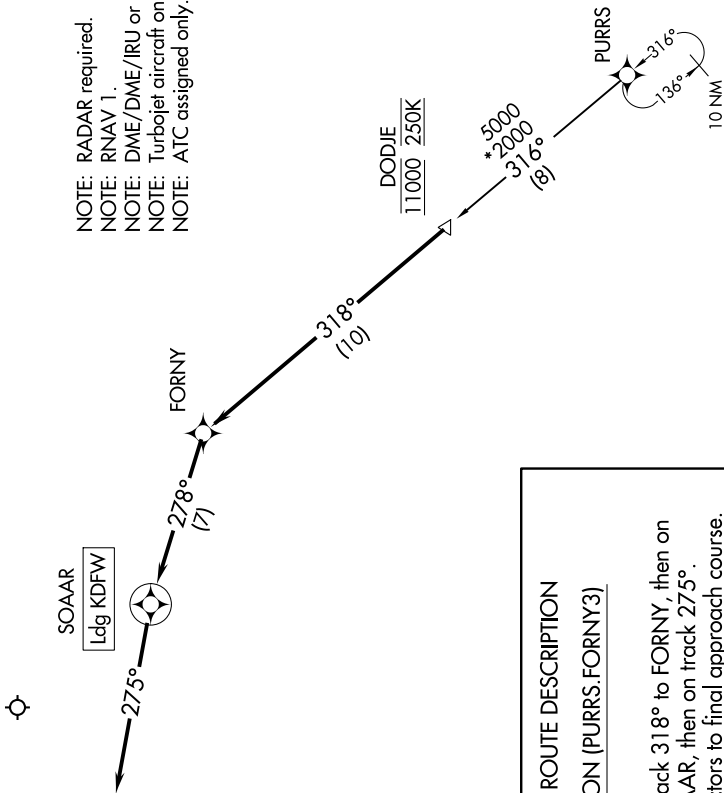 NOTE: RADAR required.
NOTE: RNAV 1.
NOTE: DME/DME/IRU or
NOTE: Turbojet aircraft on
NOTE: ATC assigned only.
PURRS
316°
136°
10 NM
DODJE
11000 250K
5000
*2000
316°
(8)
318°
(10)
FORNY
278°
(7)
SOAAR
Ldg KDFW
275°
ROUTE DESCRIPTION
ON (PURRS.FORNY3)
ack 318° to FORNY, then on
AR, then on track 275°.
ctors to final approach course.